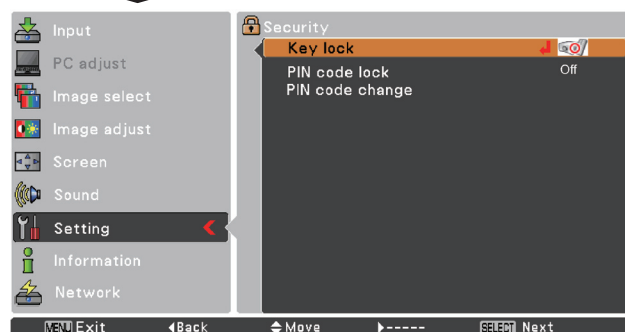 Input
PC adjust
Image select
Image adjust
Screen
Sound
Setting
Information
Network
Security
Key lock
PIN code lock Off
PIN code change
MENU Exit Back Move ----- SELECT Next